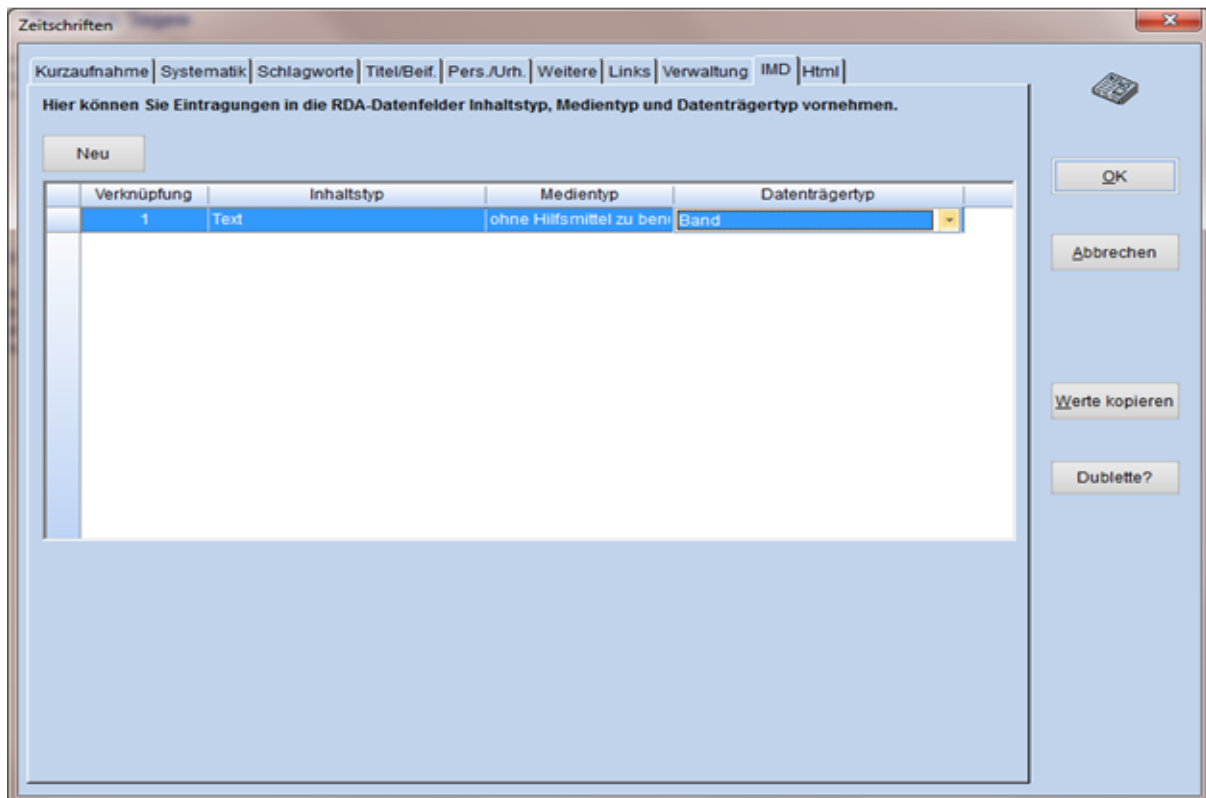 Zeitschriften
Kurzaufnahme Systematik Schlagworte Titel/Beif. Pers./Urh. Weitere Links Verwaltung IMD Html
Hier können Sie Eintragungen in die RDA-Datenfelder Inhaltstyp, Medientyp und Datenträgertyp vornehmen.
Neu
Verknüpfung Inhaltstyp Medientyp Datenträgertyp
1 Text ohne Hilfsmittel zu ben Band
OK
Abbrechen
Werte kopieren
Dublette?